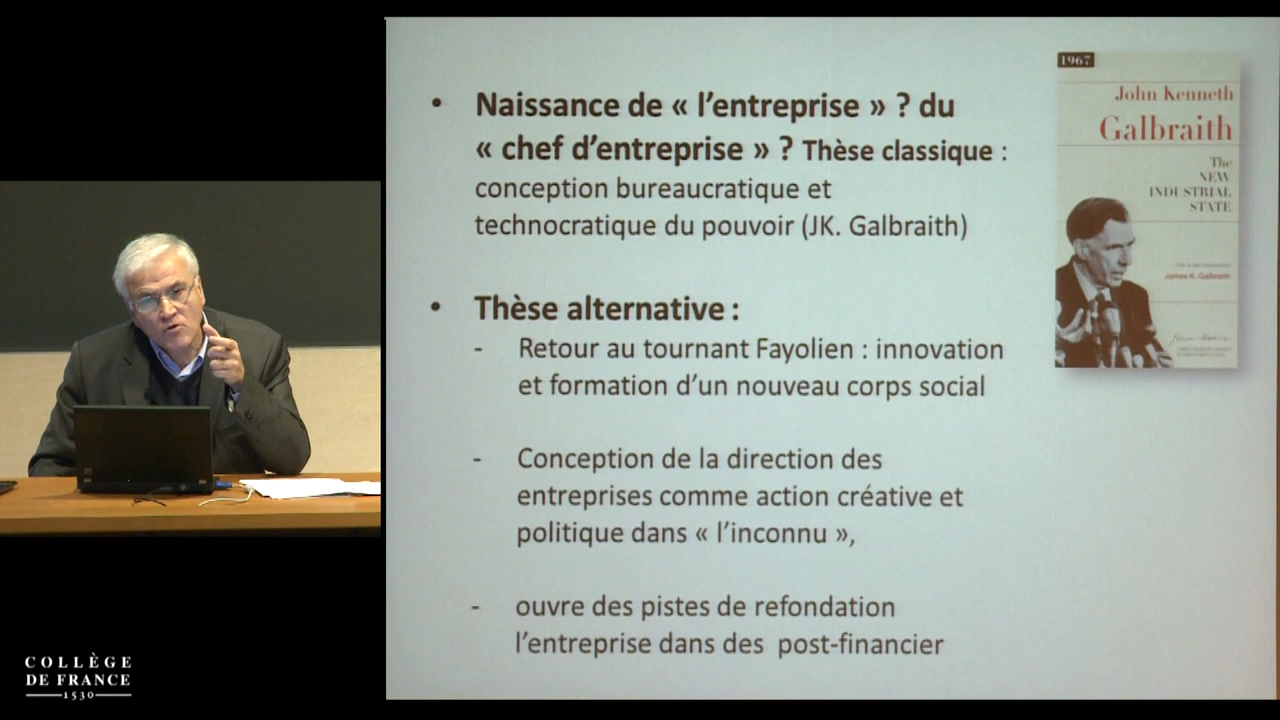 Naissance de « l’entreprise » ? du
« chef d’entreprise » ? Thèse classique :
conception bureaucratique et
technocratique du pouvoir (JK. Galbraith)
Thèse alternative :
- Retour au tournant Fayolien : innovation
et formation d’un nouveau corps social
- Conception de la direction des
entreprises comme action créative et
politique dans « l’inconnu »,
- ouvre des pistes de refondation
l’entreprise dans des post-financier
1967
John Kenneth
Galbraith
The
NEW
INDUSTRIAL
STATE
James K. Galbraith
COLLÈGE
DE FRANCE
1530